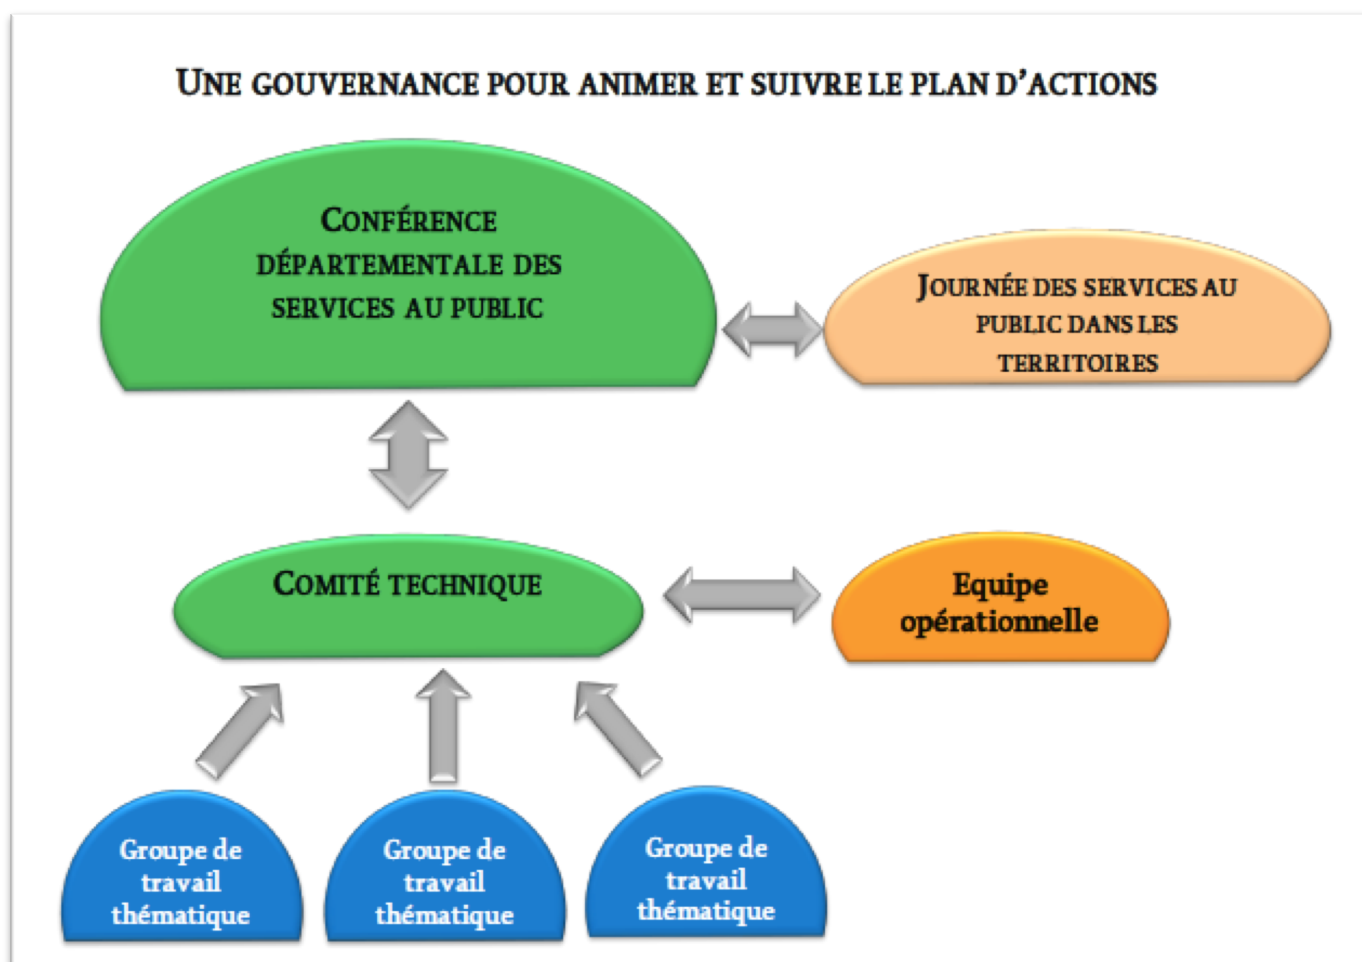 UNE GOUVERNANCE POUR ANIMER ET SUIVRE LE PLAN D'ACTIONS
CONFÉRENCE
DÉPARTEMENTALE DES
SERVICES AU PUBLIC
JOURNÉE DES SERVICES AU
PUBLIC DANS LES
TERRITOIRES
COMITÉ TECHNIQUE
Equipe
opérationnelle
Groupe de
travail
thématique
Groupe de
travail
thématique
Groupe de
travail
thématique